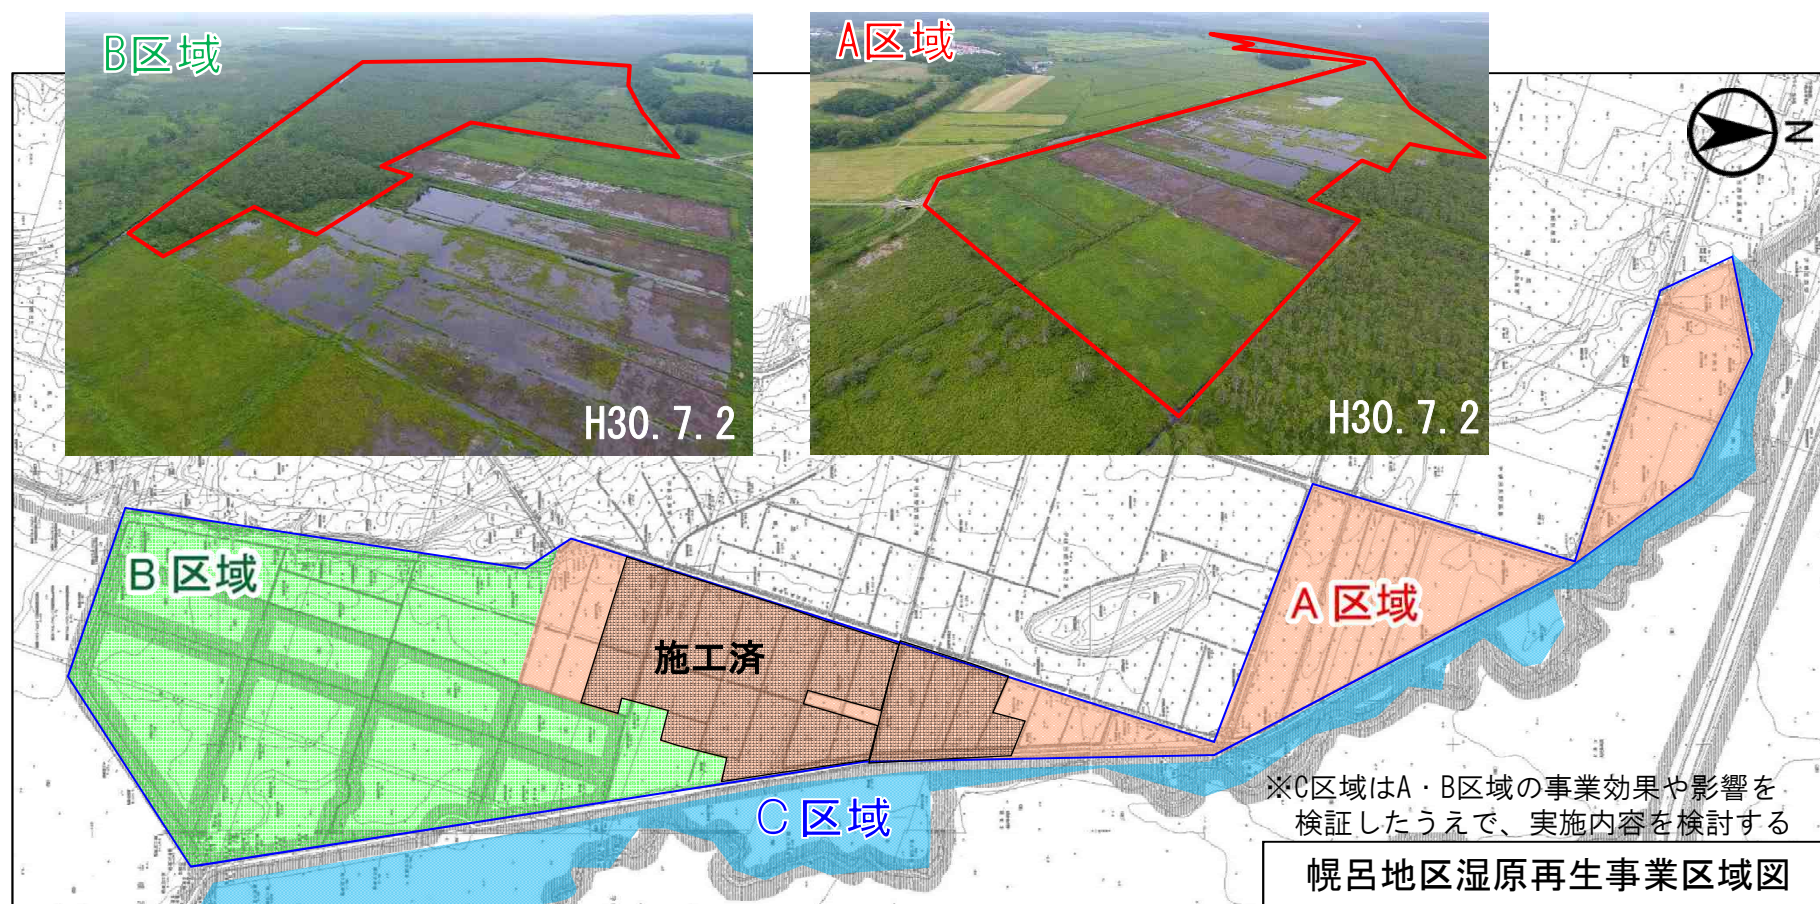 B区域
A区域
N
H30.7.2
H30.7.2
B区域
A区域
施工済
C区域
※C区域はA・B区域の事業効果や影響を
検証したうえで、実施内容を検討する
幌呂地区湿原再生事業区域図